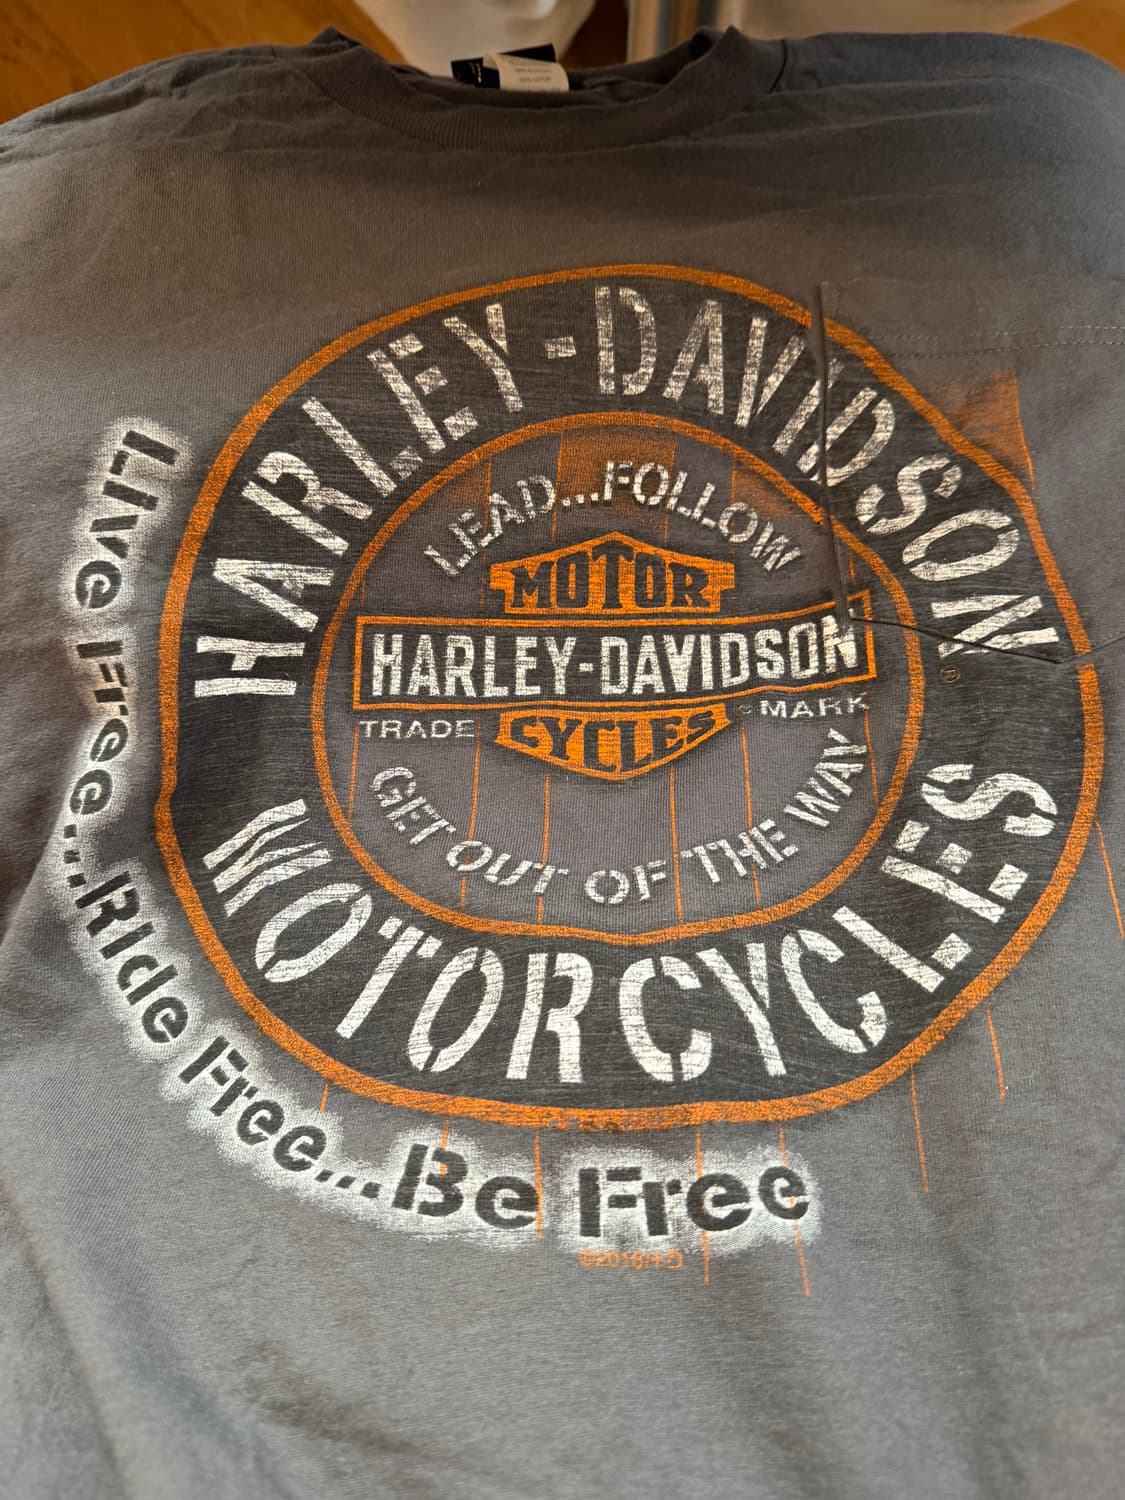 HARLEY-DAVIDSON
LEAD...FOLLOW
MOTOR
HARLEY-DAVIDSON
CYCLES
TRADE MARK
GET OUT OF THE WAY
MOTORCYCLES
®
Live Free...Ride Free...Be Free